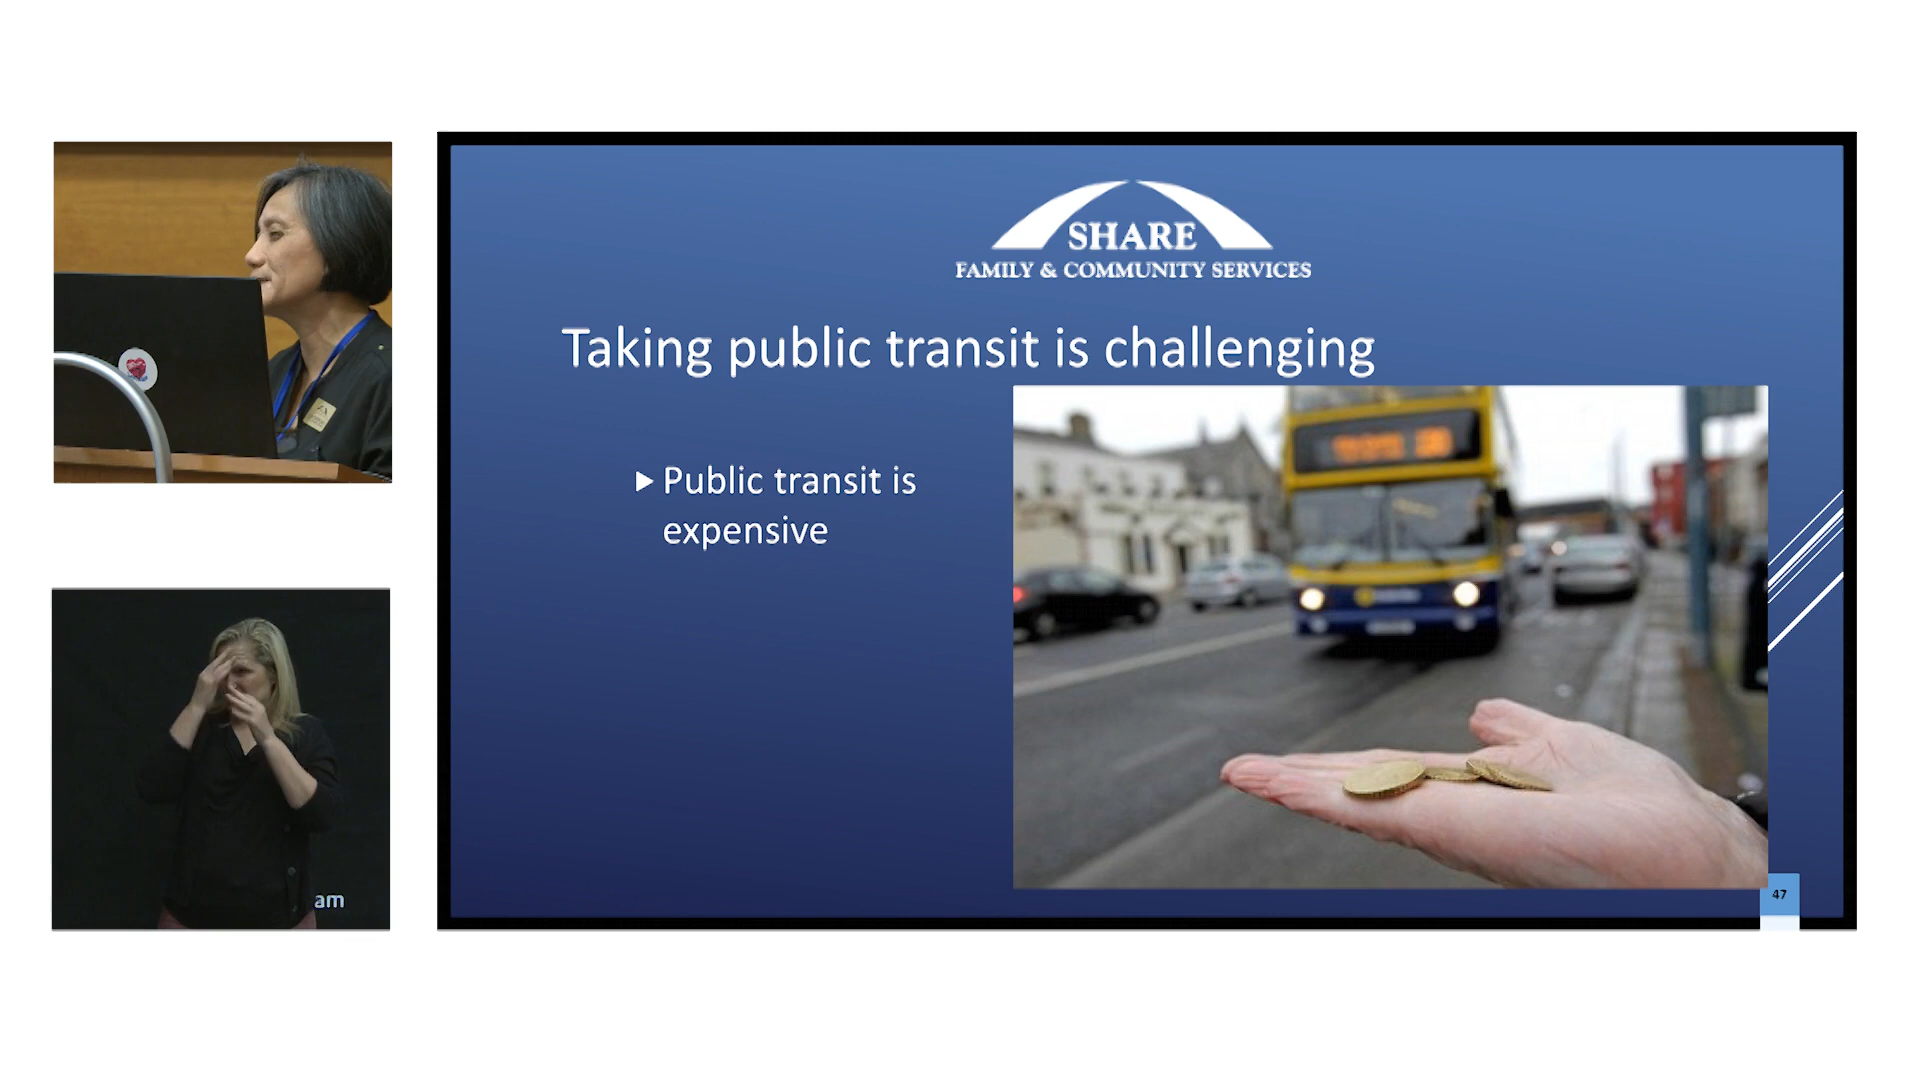 SHARE
FAMILY & COMMUNITY SERVICES
Taking public transit is challenging
Public transit is
expensive
am
47